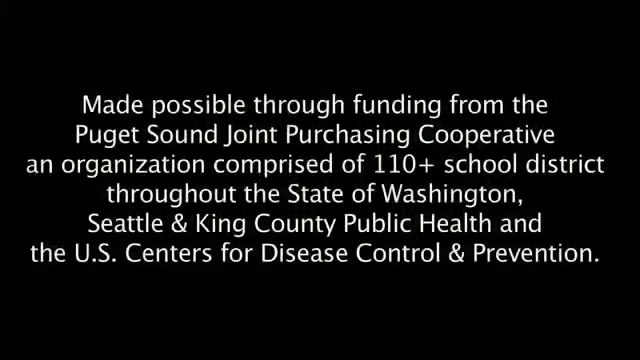 Made possible through funding from the
Puget Sound Joint Purchasing Cooperative
an organization comprised of 110+ school district
throughout the State of Washington,
Seattle & King County Public Health and
the U.S. Centers for Disease Control & Prevention.